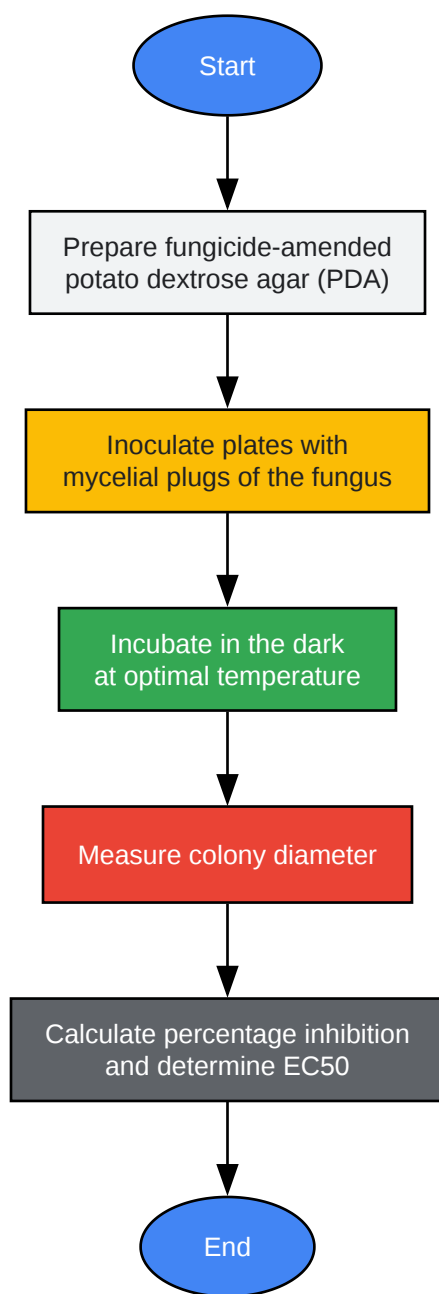 Start
Prepare fungicide-amended
potato dextrose agar (PDA)
Inoculate plates with
mycelial plugs of the fungus
Incubate in the dark
at optimal temperature
Measure colony diameter
Calculate percentage inhibition
and determine EC50
End